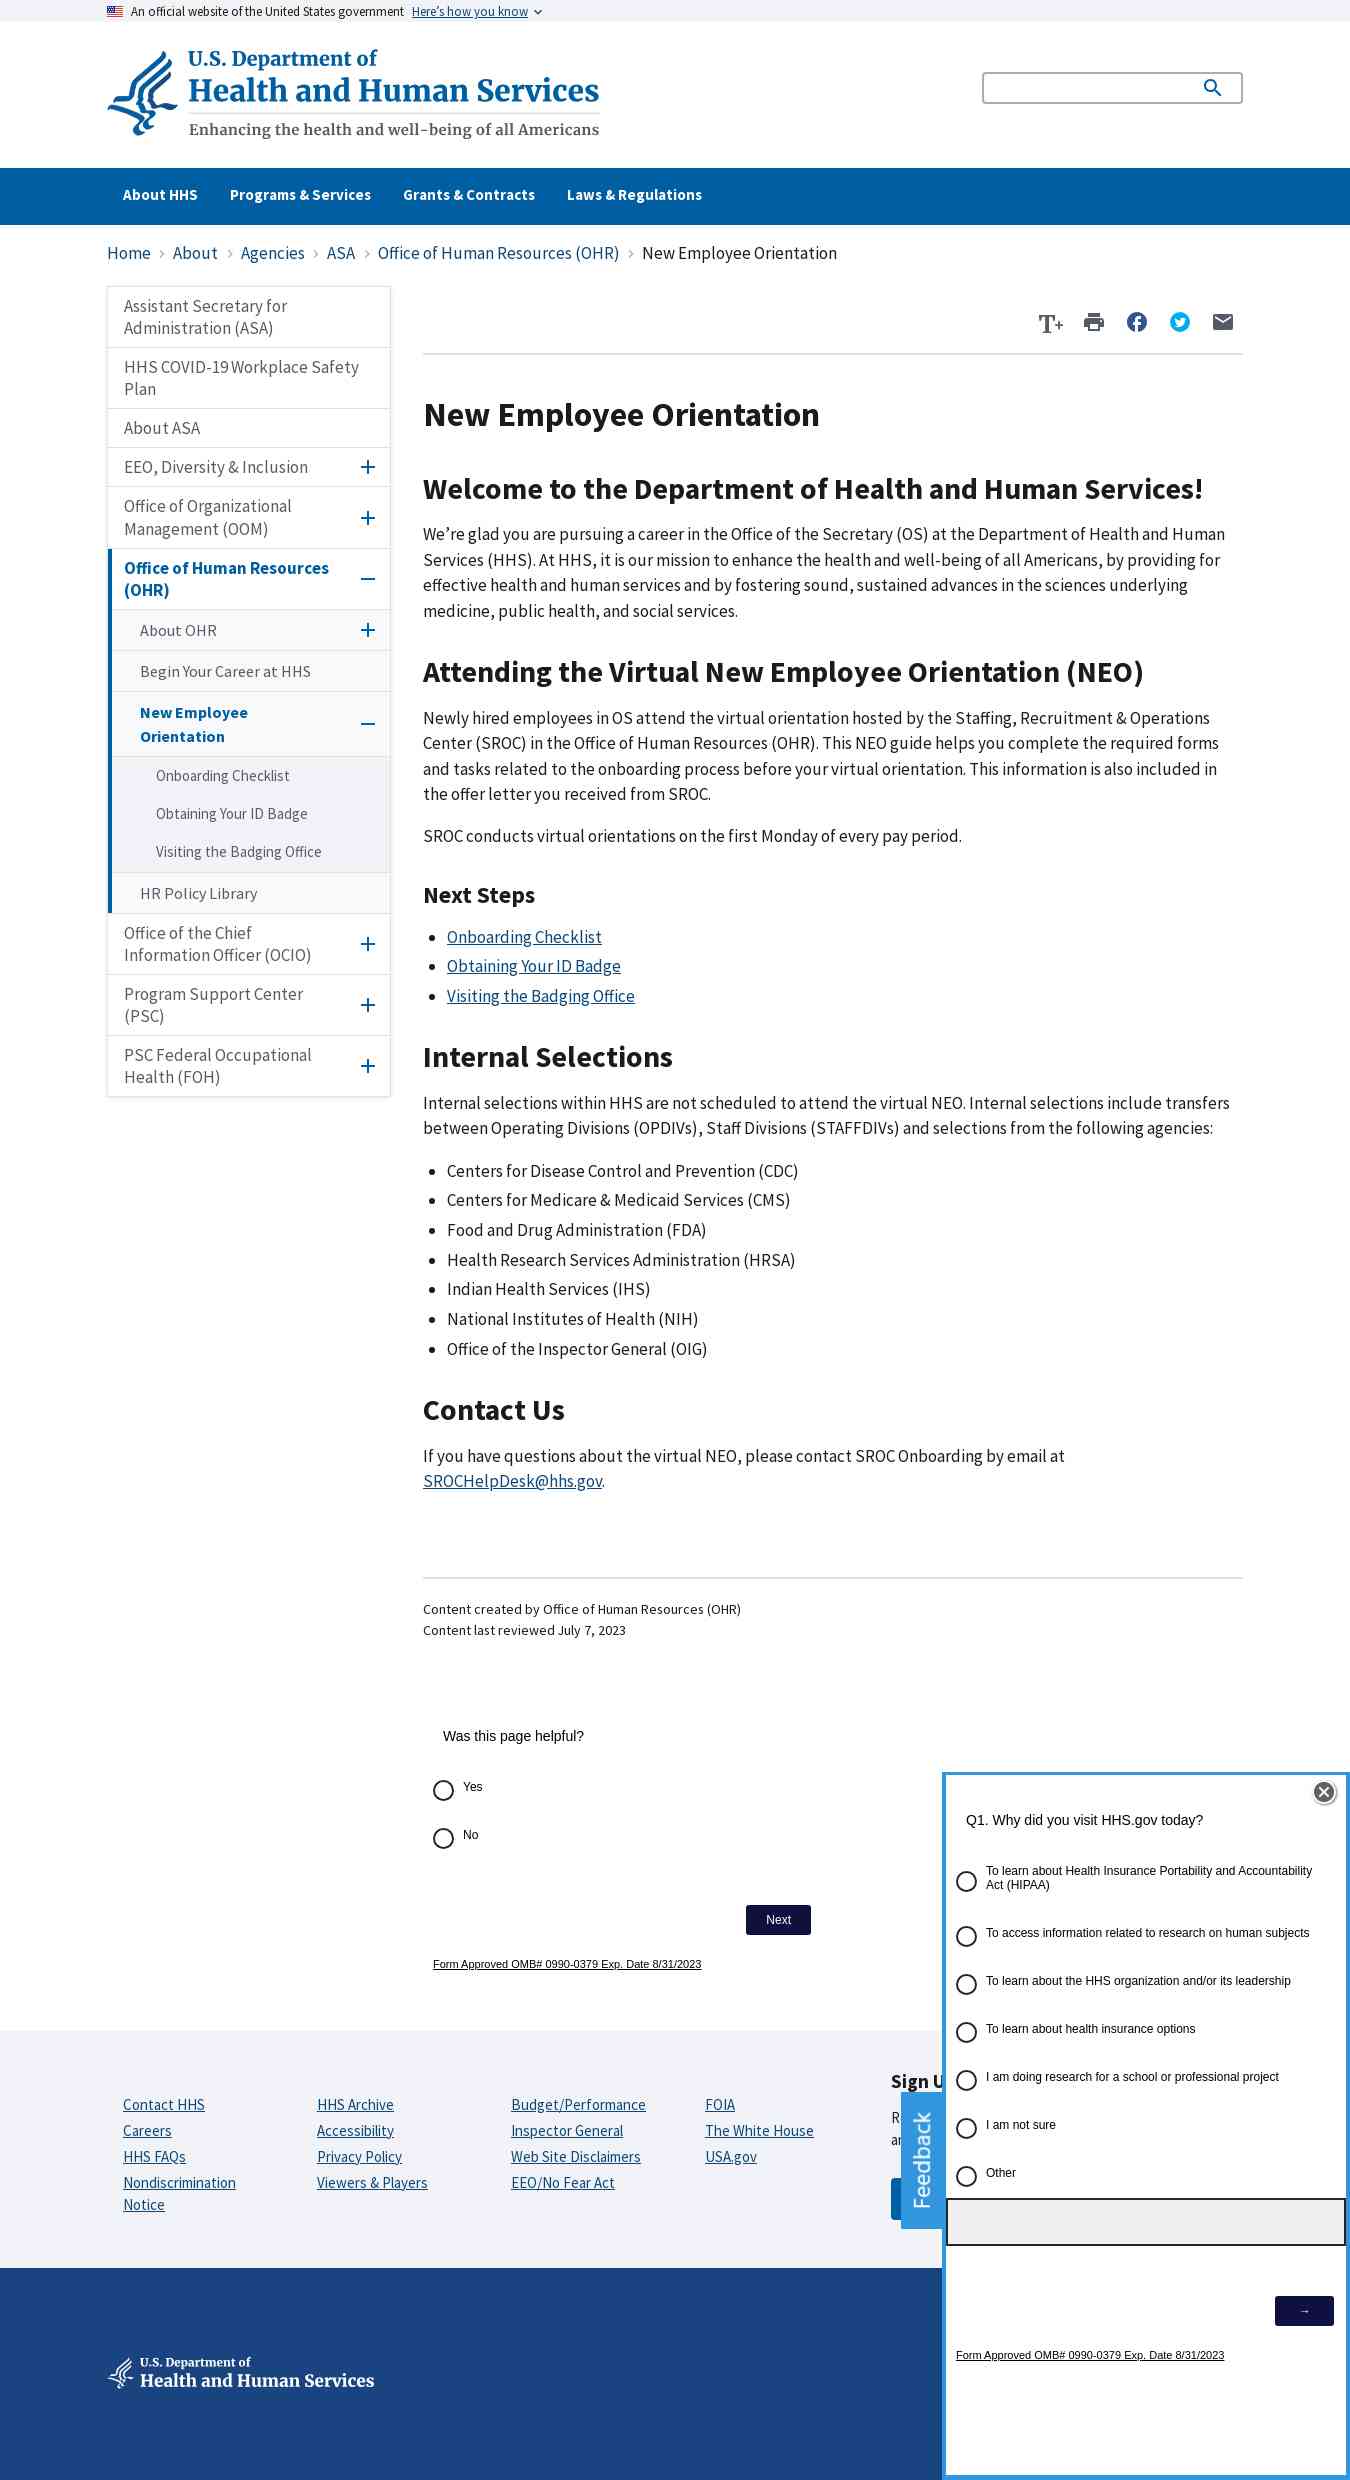 An official website of the United States government Here’s how you know
U.S. Department of
Health and Human Services
Enhancing the health and well-being of all Americans
About HHS
Programs & Services
Grants & Contracts
Laws & Regulations
Home
About
Agencies
ASA
Office of Human Resources (OHR)
New Employee Orientation
Assistant Secretary for
Administration (ASA)
HHS COVID-19 Workplace Safety
Plan
About ASA
EEO, Diversity & Inclusion
Office of Organizational
Management (OOM)
Office of Human Resources
(OHR)
About OHR
Begin Your Career at HHS
New Employee
Orientation
Onboarding Checklist
Obtaining Your ID Badge
Visiting the Badging Office
HR Policy Library
Office of the Chief
Information Officer (OCIO)
Program Support Center
(PSC)
PSC Federal Occupational
Health (FOH)
T+
New Employee Orientation
Welcome to the Department of Health and Human Services!
We’re glad you are pursuing a career in the Office of the Secretary (OS) at the Department of Health and Human
Services (HHS). At HHS, it is our mission to enhance the health and well-being of all Americans, by providing for
effective health and human services and by fostering sound, sustained advances in the sciences underlying
medicine, public health, and social services.
Attending the Virtual New Employee Orientation (NEO)
Newly hired employees in OS attend the virtual orientation hosted by the Staffing, Recruitment & Operations
Center (SROC) in the Office of Human Resources (OHR). This NEO guide helps you complete the required forms
and tasks related to the onboarding process before your virtual orientation. This information is also included in
the offer letter you received from SROC.
SROC conducts virtual orientations on the first Monday of every pay period.
Next Steps
Onboarding Checklist
Obtaining Your ID Badge
Visiting the Badging Office
Internal Selections
Internal selections within HHS are not scheduled to attend the virtual NEO. Internal selections include transfers
between Operating Divisions (OPDIVs), Staff Divisions (STAFFDIVs) and selections from the following agencies:
Centers for Disease Control and Prevention (CDC)
Centers for Medicare & Medicaid Services (CMS)
Food and Drug Administration (FDA)
Health Research Services Administration (HRSA)
Indian Health Services (IHS)
National Institutes of Health (NIH)
Office of the Inspector General (OIG)
Contact Us
If you have questions about the virtual NEO, please contact SROC Onboarding by email at
SROCHelpDesk@hhs.gov.
Content created by Office of Human Resources (OHR)
Content last reviewed July 7, 2023
Was this page helpful?
Yes
No
Next
Form Approved OMB# 0990-0379 Exp. Date 8/31/2023
Q1. Why did you visit HHS.gov today?
To learn about Health Insurance Portability and Accountability
Act (HIPAA)
To access information related to research on human subjects
To learn about the HHS organization and/or its leadership
To learn about health insurance options
I am doing research for a school or professional project
I am not sure
Other
→
Form Approved OMB# 0990-0379 Exp. Date 8/31/2023
Feedback
Contact HHS
Careers
HHS FAQs
Nondiscrimination
Notice
HHS Archive
Accessibility
Privacy Policy
Viewers & Players
Budget/Performance
Inspector General
Web Site Disclaimers
EEO/No Fear Act
FOIA
The White House
USA.gov
Sign
U.S. Department of
Health and Human Services